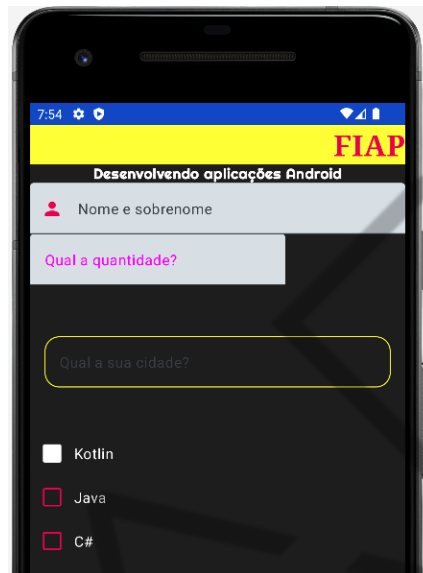 7:54
FIAP
Desenvolvendo aplicações Android
Nome e sobrenome
Qual a quantidade?
Qual a sua cidade?
Kotlin
Java
C#